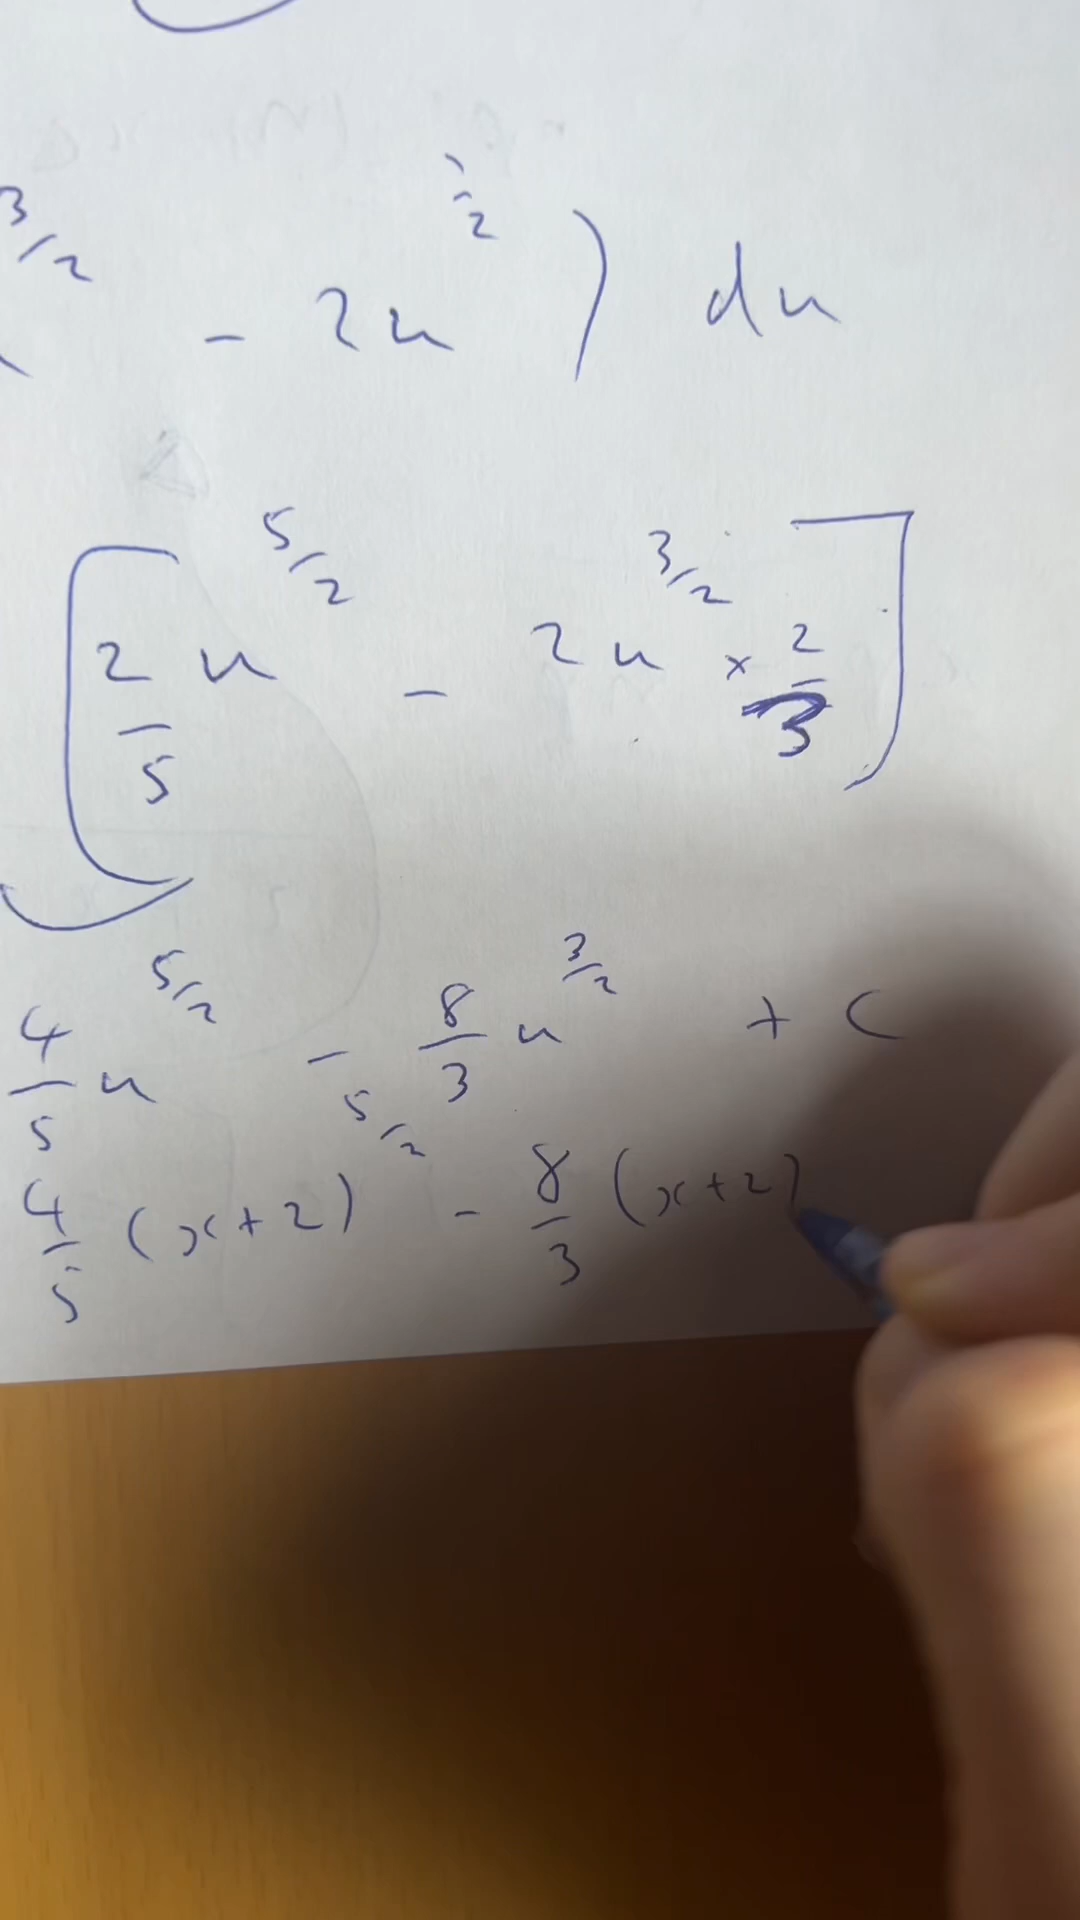 3/2 - 2u^1/2) du
[2/5 u^5/2 - 2u^3/2 × 2/3]
4/5 u^5/2 - 8/3 u^3/2 + C
4/5 (x+2)^5/2 - 8/3 (x+2)